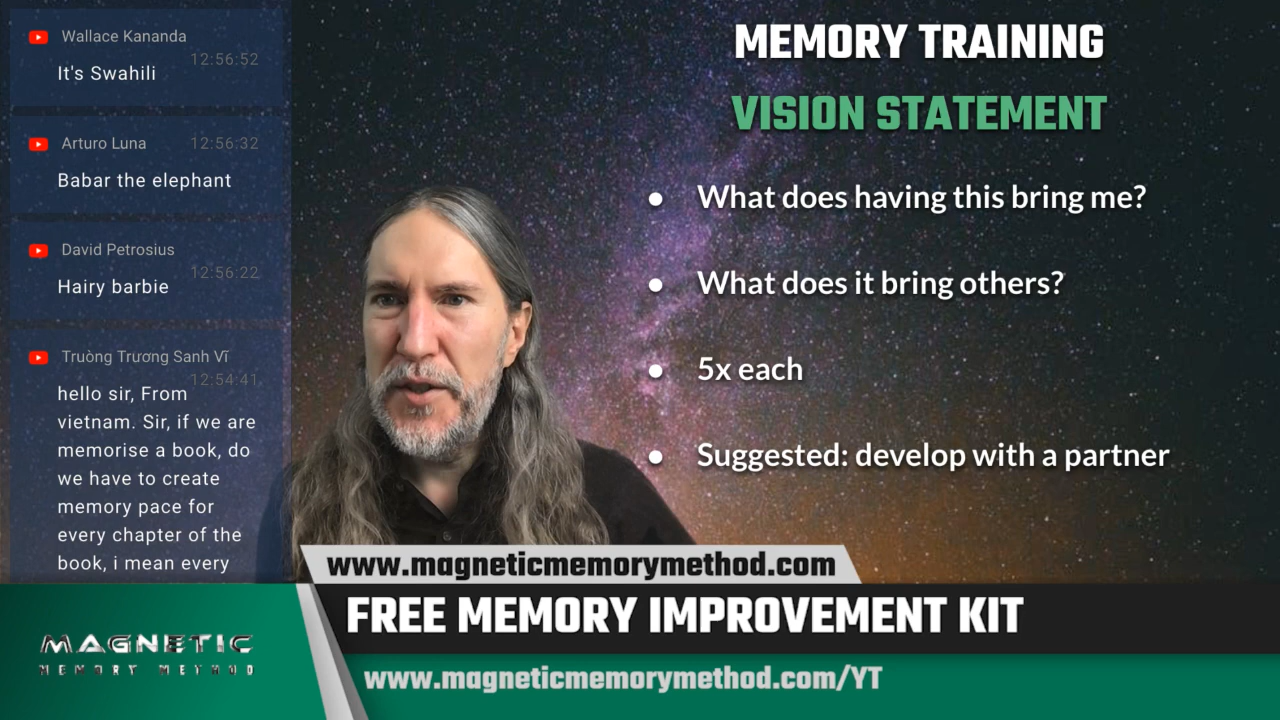 Wallace Kananda
12:56:52
It's Swahili
Arturo Luna 12:56:32
Babar the elephant
David Petrosius
12:56:22
Hairy barbie
Truòng Trương Sanh Vĩ
12:54:41
hello sir, From
vietnam. Sir, if we are
memorise a book, do
we have to create
memory pace for
every chapter of the
book, i mean every
MEMORY TRAINING
VISION STATEMENT
• What does having this bring me?
• What does it bring others?
• 5x each
• Suggested: develop with a partner
www.magneticmemorymethod.com
FREE MEMORY IMPROVEMENT KIT
www.magneticmemorymethod.com/YT
MAGNETIC
MEMORY METHOD